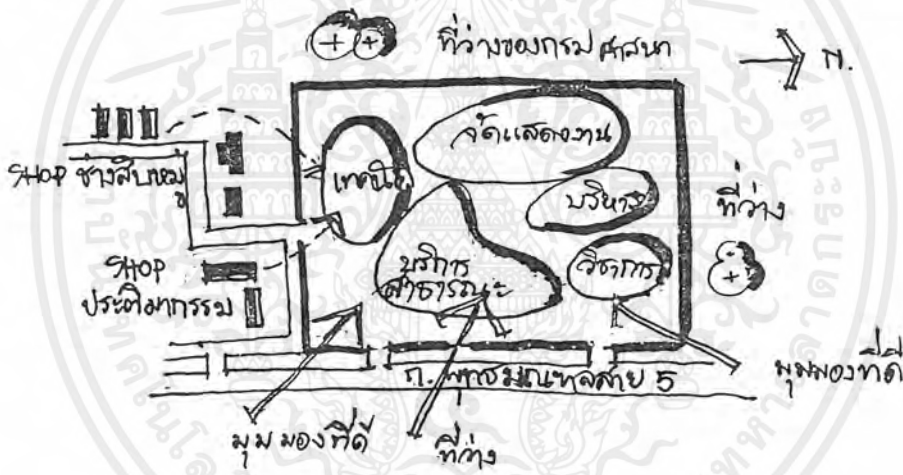 ที่ว่างของกรมศาสนา
N.
SHOP ช่างสิบหมู่
เทคนิค
จัดแสดงงาน
บริหาร
ที่ว่าง
SHOP
ประติมากรรม
บริการ
สาธารณะ
วิชาการ
ถ. พุทธมณฑลสาย 5
มุมมองที่ดี
มุมมองที่ดี
ที่ว่าง